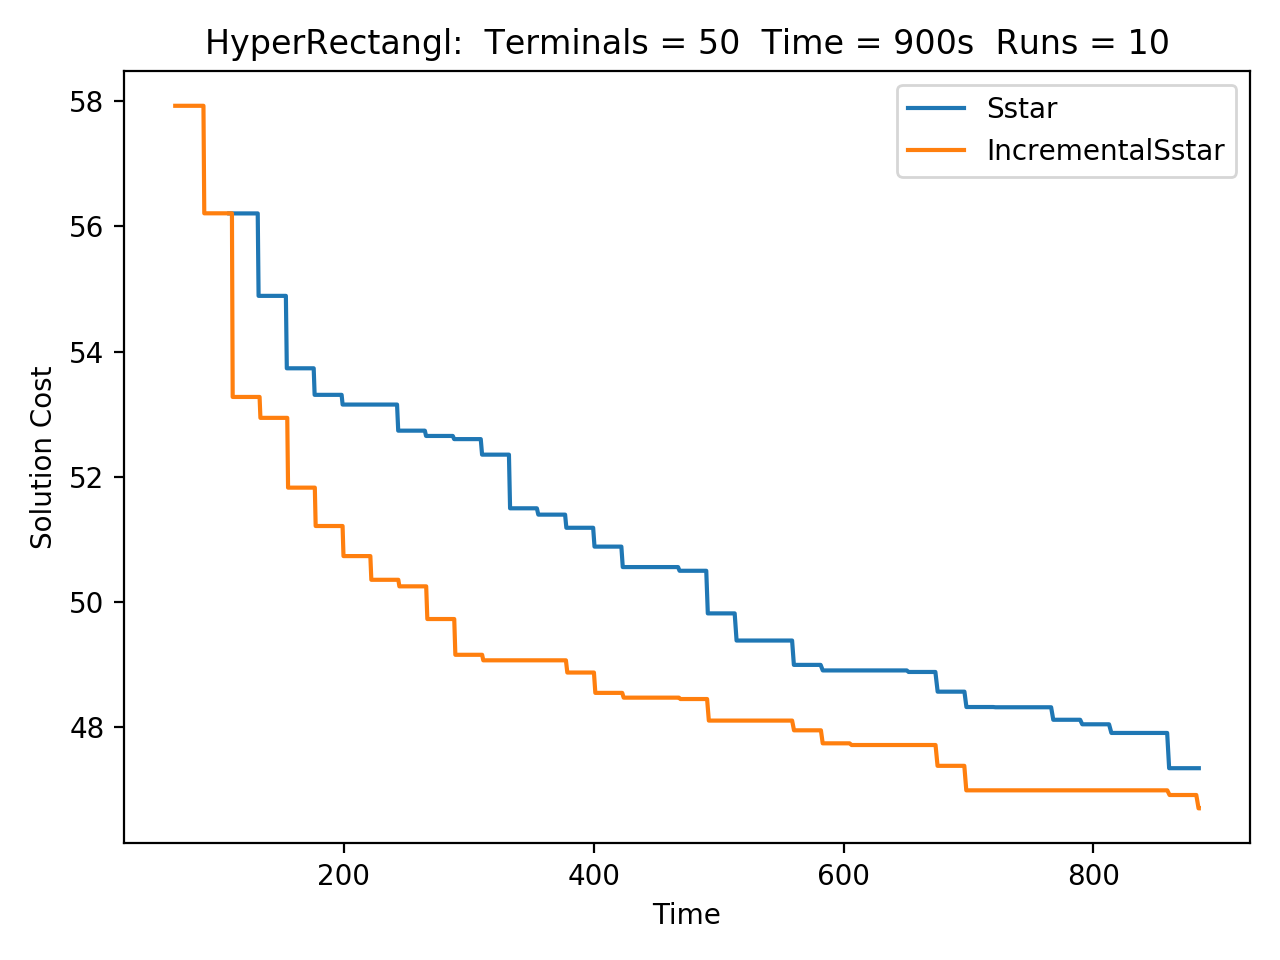 HyperRectangl:  Terminals = 50  Time = 900s  Runs = 10
Sstar
IncrementalSstar
Solution Cost
58
56
54
52
50
48
200
400
600
800
Time